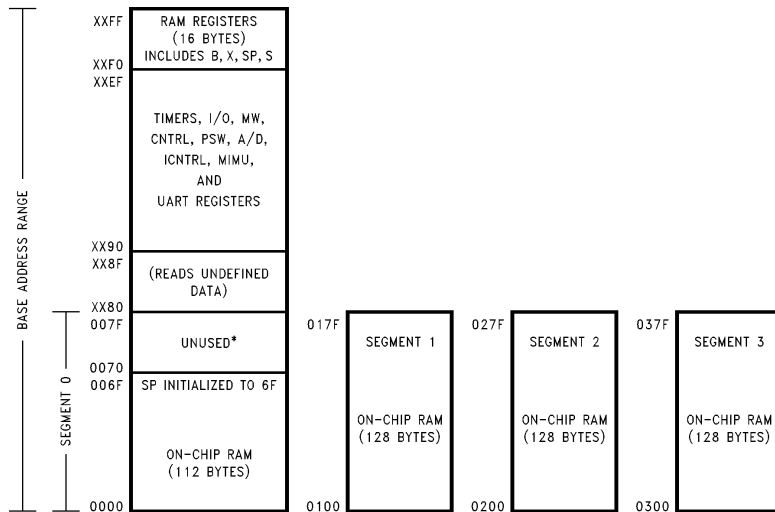 XXFF
RAM REGISTERS
(16 BYTES)
INCLUDES B, X, SP, S
XXF0
XXEF
TIMERS, I/O, MW,
CNTRL, PSW, A/D,
ICNTRL, MIMU,
AND
UART REGISTERS
XX90
XX8F
(READS UNDEFINED
DATA)
XX80
007F
UNUSED*
0070
006F
SP INITIALIZED TO 6F
ON-CHIP RAM
(112 BYTES)
0000
BASE ADDRESS RANGE
SEGMENT 0
017F
SEGMENT 1
ON-CHIP RAM
(128 BYTES)
0100
027F
SEGMENT 2
ON-CHIP RAM
(128 BYTES)
0200
037F
SEGMENT 3
ON-CHIP RAM
(128 BYTES)
0300